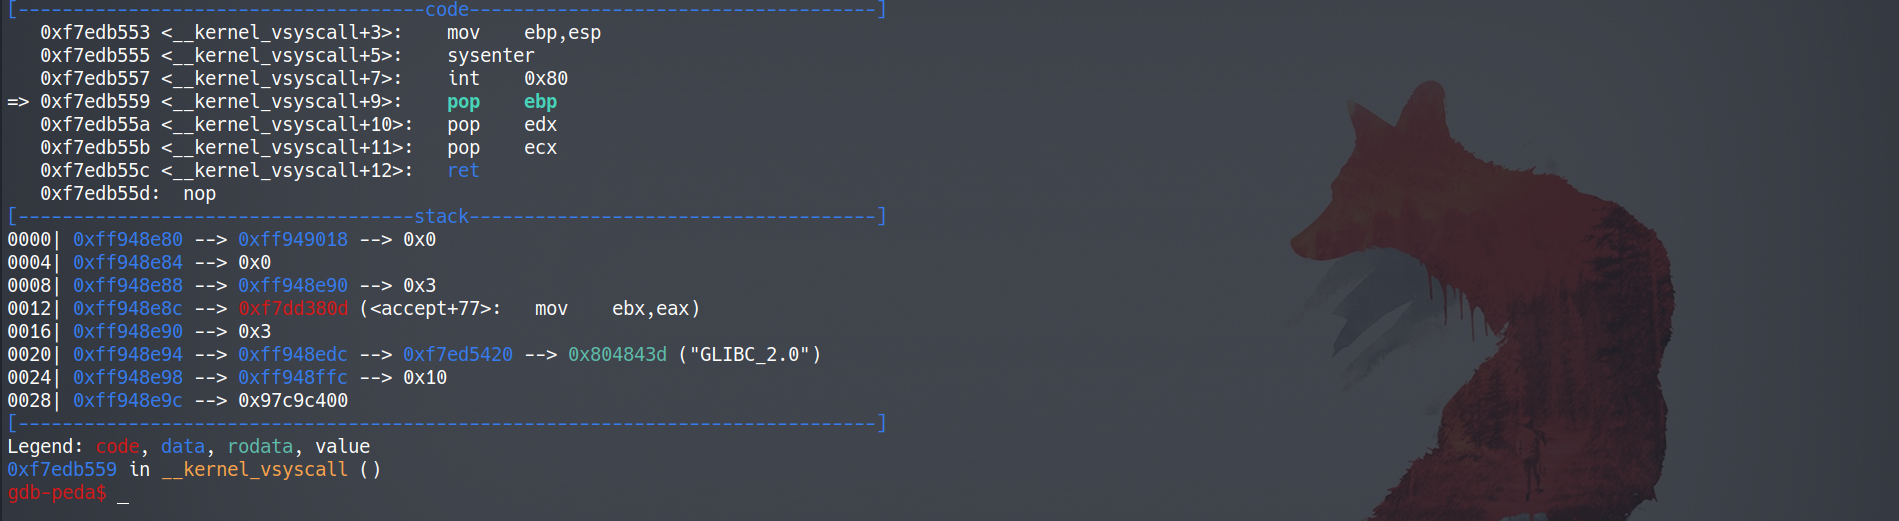 [-------------------------------------code-------------------------------------]
   0xf7edb553 <__kernel_vsyscall+3>:	mov    ebp,esp
   0xf7edb555 <__kernel_vsyscall+5>:	sysenter
   0xf7edb557 <__kernel_vsyscall+7>:	int    0x80
=> 0xf7edb559 <__kernel_vsyscall+9>:	pop    ebp
   0xf7edb55a <__kernel_vsyscall+10>:	pop    edx
   0xf7edb55b <__kernel_vsyscall+11>:	pop    ecx
   0xf7edb55c <__kernel_vsyscall+12>:	ret
   0xf7edb55d:	nop
[------------------------------------stack-------------------------------------]
0000| 0xff948e80 --> 0xff949018 --> 0x0
0004| 0xff948e84 --> 0x0
0008| 0xff948e88 --> 0xff948e90 --> 0x3
0012| 0xff948e8c --> 0xf7dd380d (<accept+77>:	mov    ebx,eax)
0016| 0xff948e90 --> 0x3
0020| 0xff948e94 --> 0xff948edc --> 0xf7ed5420 --> 0x804843d ("GLIBC_2.0")
0024| 0xff948e98 --> 0xff948ffc --> 0x10
0028| 0xff948e9c --> 0x97c9c400
[------------------------------------------------------------------------------]
Legend: code, data, rodata, value
0xf7edb559 in __kernel_vsyscall ()
gdb-peda$ _